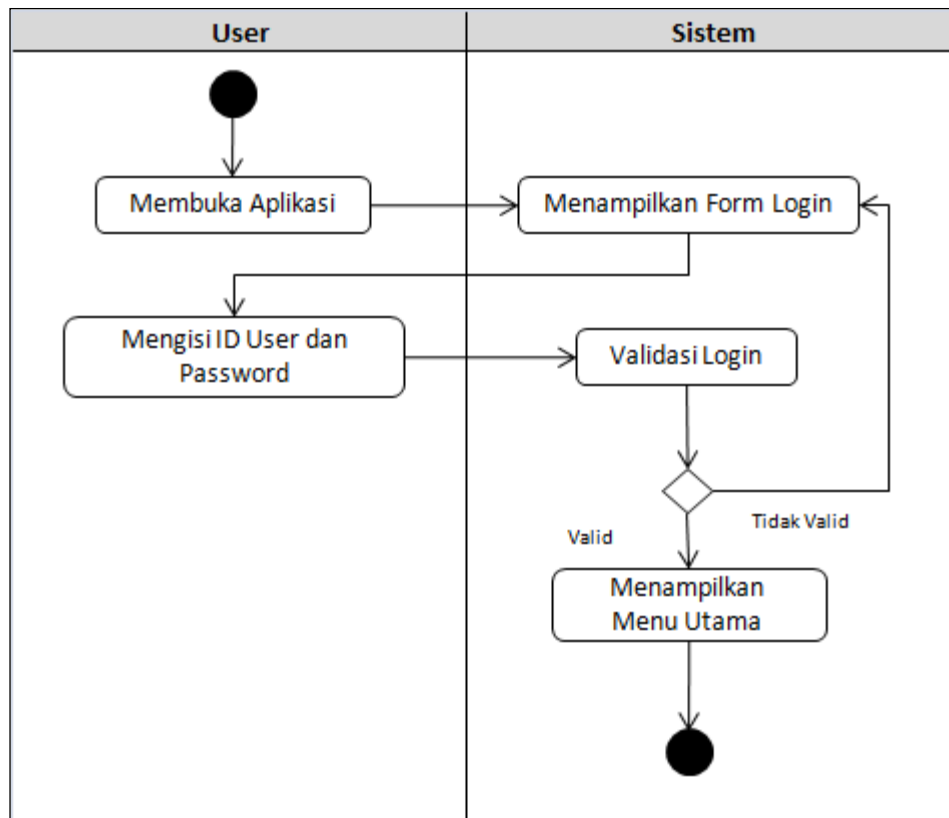 User
Sistem
Membuka Aplikasi
Menampilkan Form Login
Mengisi ID User dan
Password
Validasi Login
Tidak Valid
Valid
Menampilkan
Menu Utama